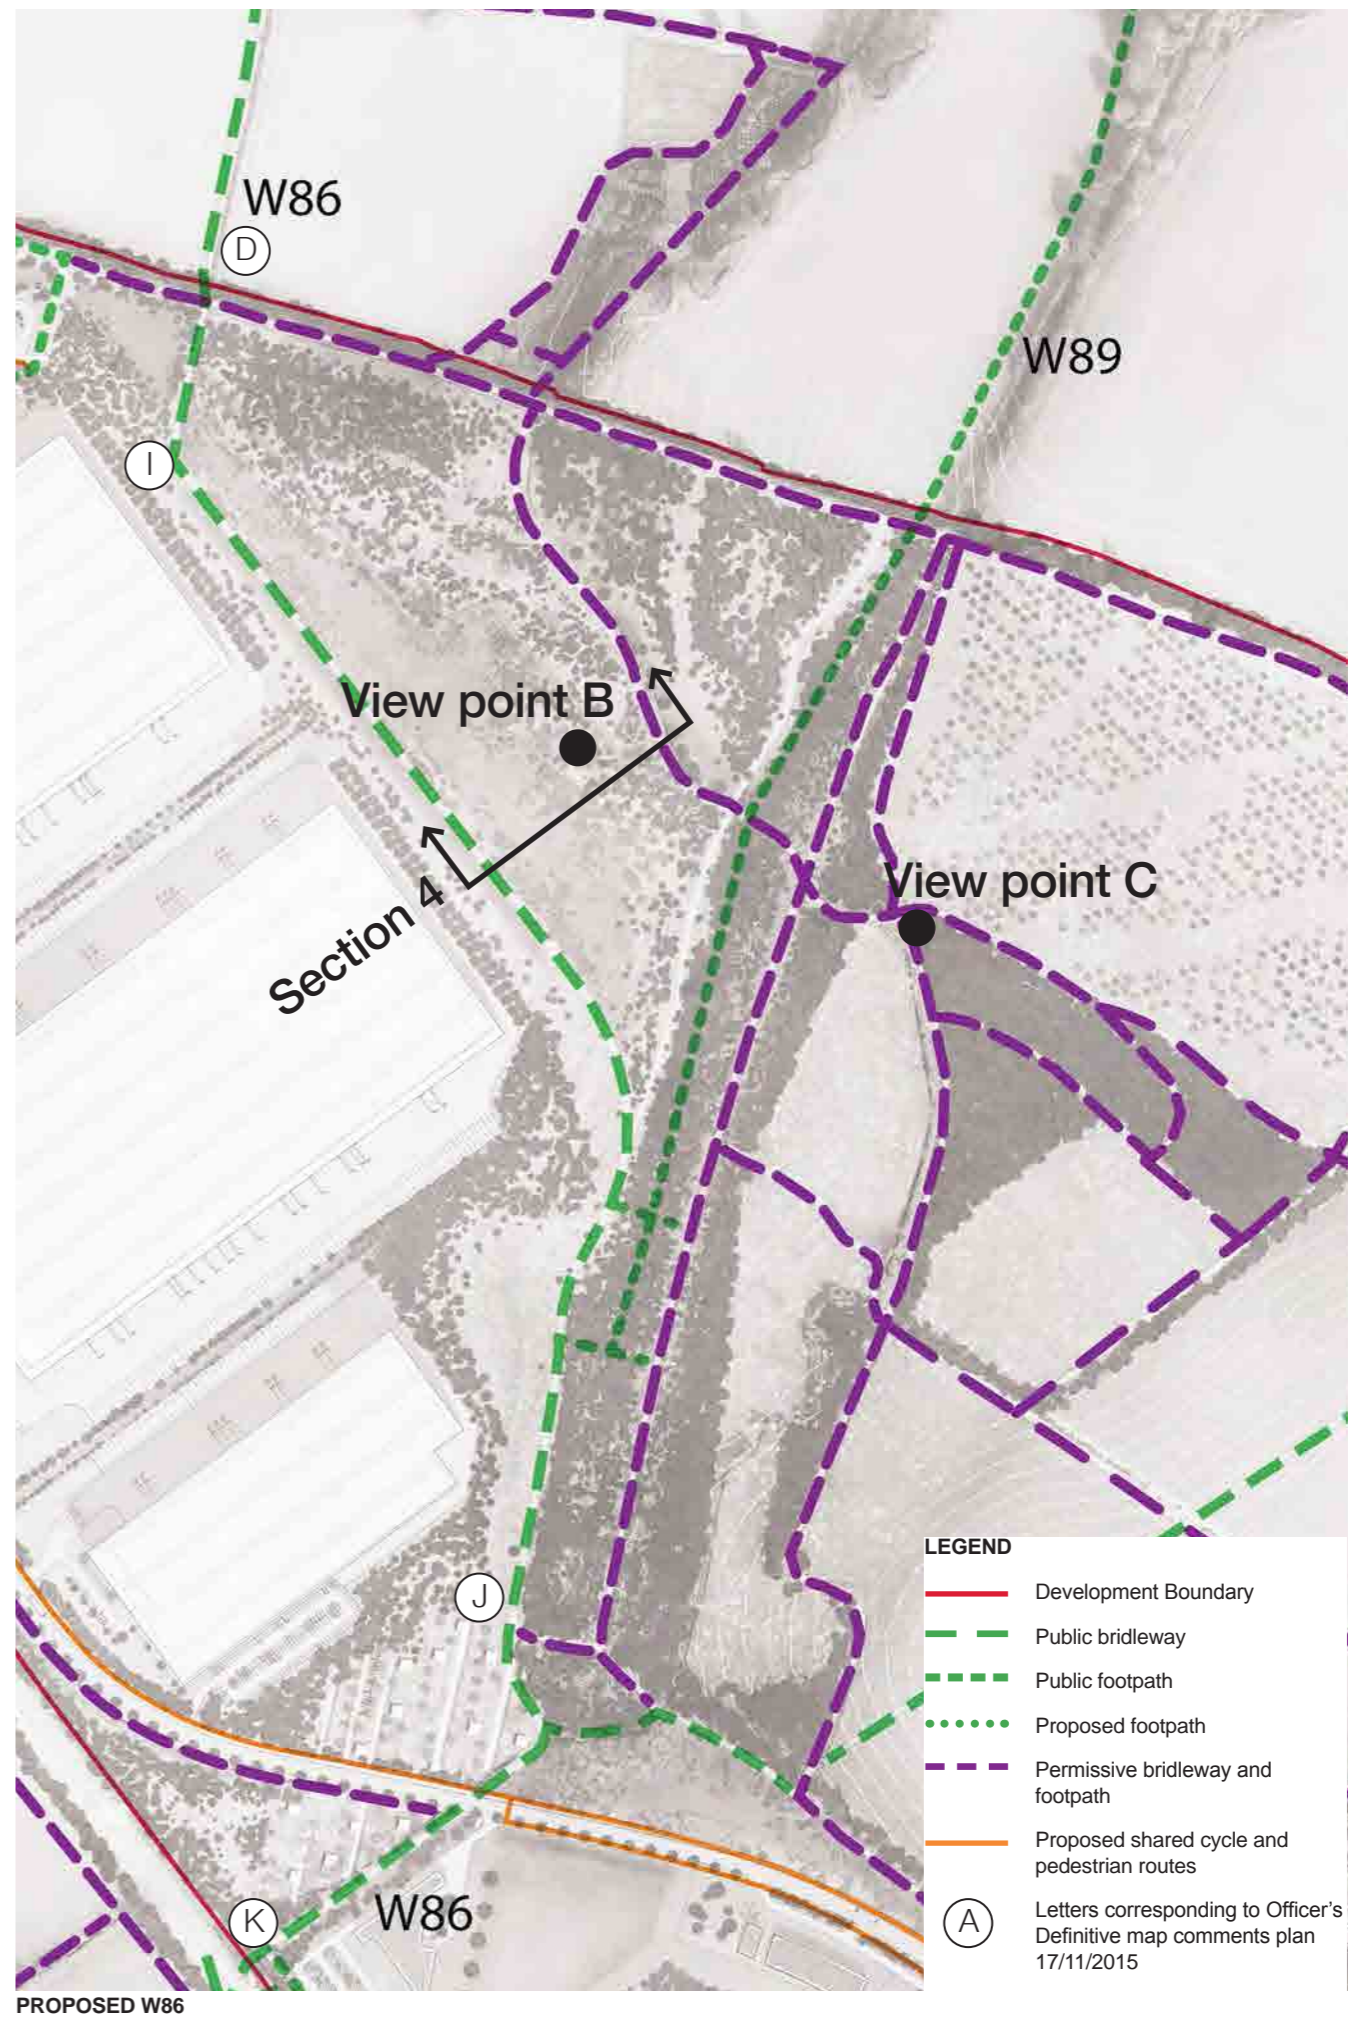 W86
D
W89
I
View point B
View point C
Section 4
J
K
W86
LEGEND
Development Boundary
Public bridleway
Public footpath
Proposed footpath
Permissive bridleway and
footpath
Proposed shared cycle and
pedestrian routes
A
Letters corresponding to Officer's
Definitive map comments plan
17/11/2015
PROPOSED W86